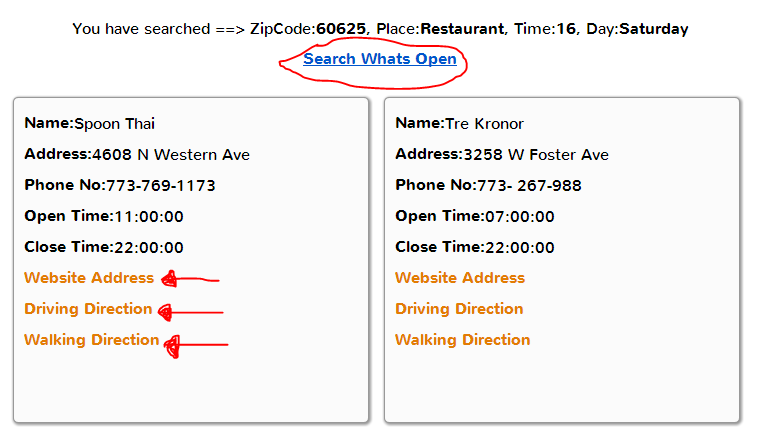 You have searched ==> ZipCode:60625, Place:Restaurant, Time:16, Day:Saturday
Search Whats Open
Name:Spoon Thai
Address:4608 N Western Ave
Phone No:773-769-1173
Open Time:11:00:00
Close Time:22:00:00
Website Address
Driving Direction
Walking Direction
Name:Tre Kronor
Address:3258 W Foster Ave
Phone No:773- 267-988
Open Time:07:00:00
Close Time:22:00:00
Website Address
Driving Direction
Walking Direction